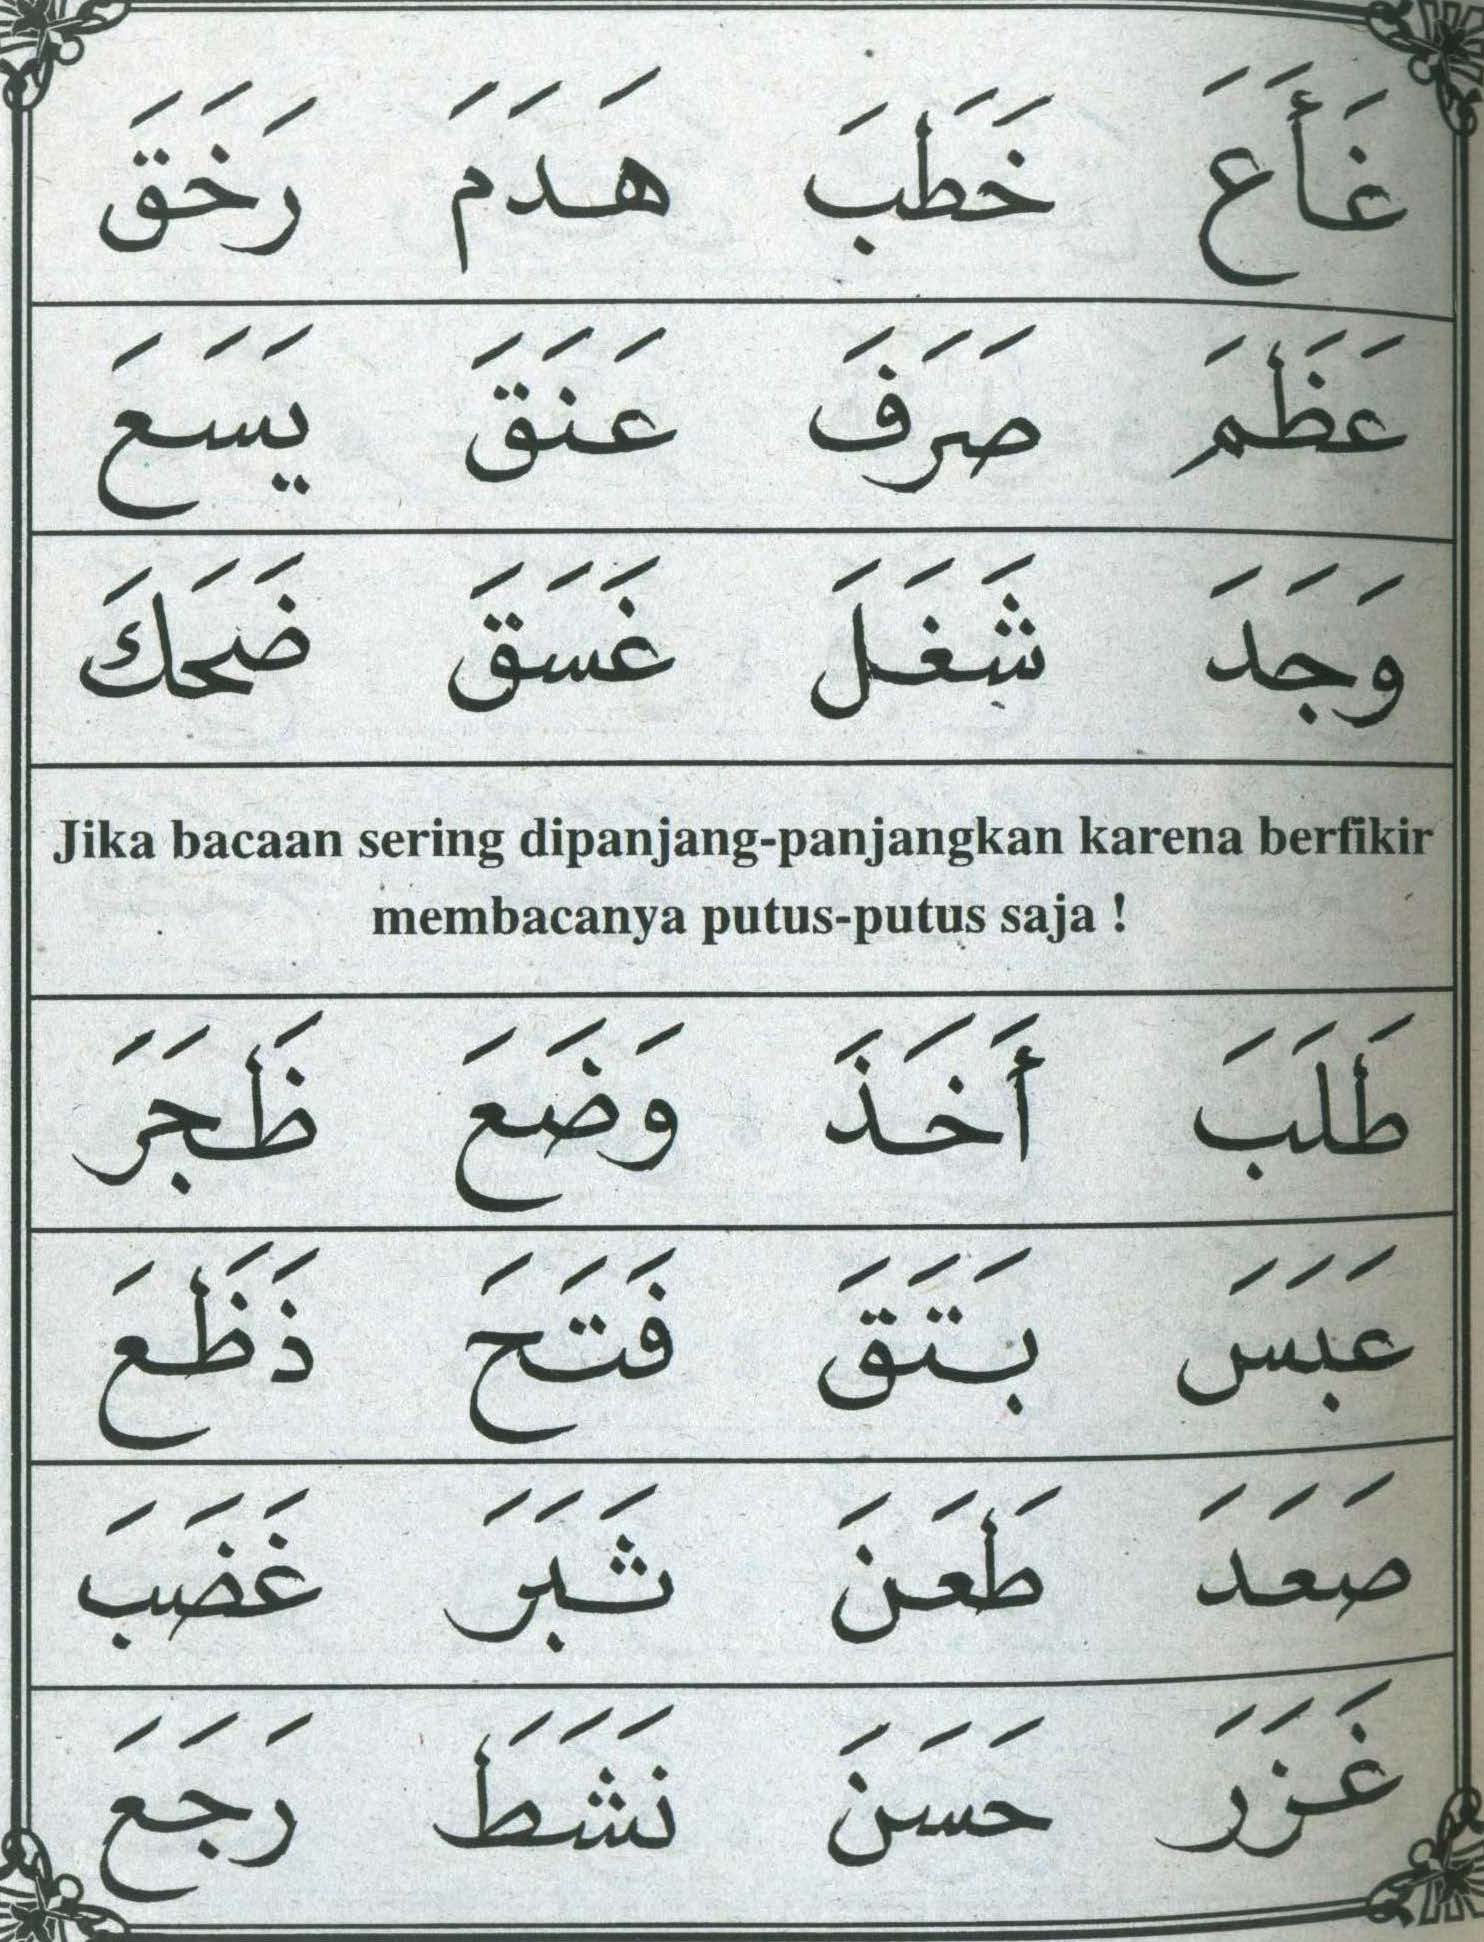 غَأَعَ خَطَبَ هَدَمَ رَخَقَ
عَظَمَ صَرَفَ عَنَقَ يَسَعَ
وَجَدَ شَغَلَ غَسَقَ ضَحَكَ
Jika bacaan sering dipanjang-panjangkan karena berfikir
membacanya putus-putus saja !
طَلَبَ أَخَذَ وَضَعَ ظَجَرَ
عَبَسَ بَتَقَ فَتَحَ ذَظَعَ
صَعَدَ طَعَنَ ثَبَرَ غَضَبَ
غَزَرَ حَسَنَ نَشَطَ رَجَعَ